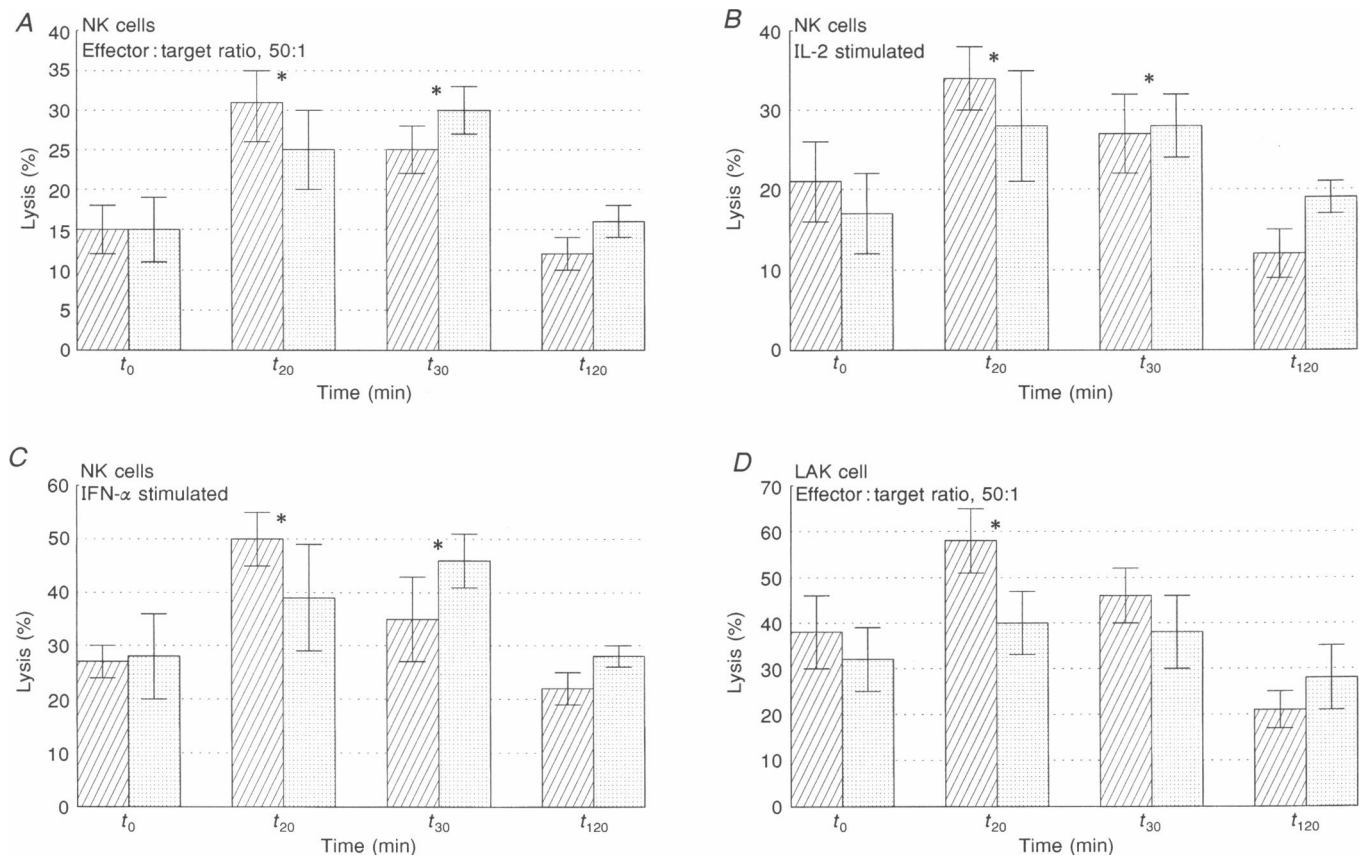 A
NK cells
Effector : target ratio, 50:1
Lysis (%)
40
35
30
25
20
15
10
5
0
*
*
t0
t20
t30
t120
Time (min)
B
NK cells
IL-2 stimulated
Lysis (%)
40
30
20
10
0
*
*
t0
t20
t30
t120
Time (min)
C
NK cells
IFN-α stimulated
Lysis (%)
60
50
40
30
20
10
0
*
*
t0
t20
t30
t120
Time (min)
D
LAK cell
Effector : target ratio, 50:1
Lysis (%)
70
60
50
40
30
20
10
0
*
t0
t20
t30
t120
Time (min)